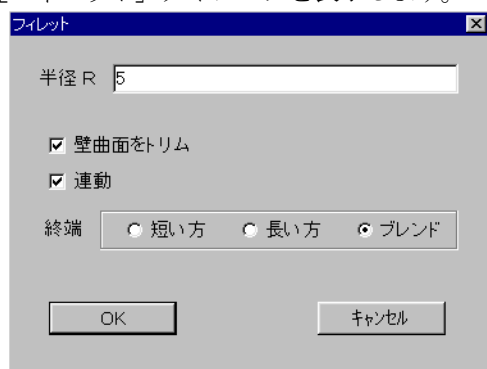 フィレット
半径 R 5
壁曲面をトリム
連動
終端 短い方 長い方 ブレンド
OK キャンセル